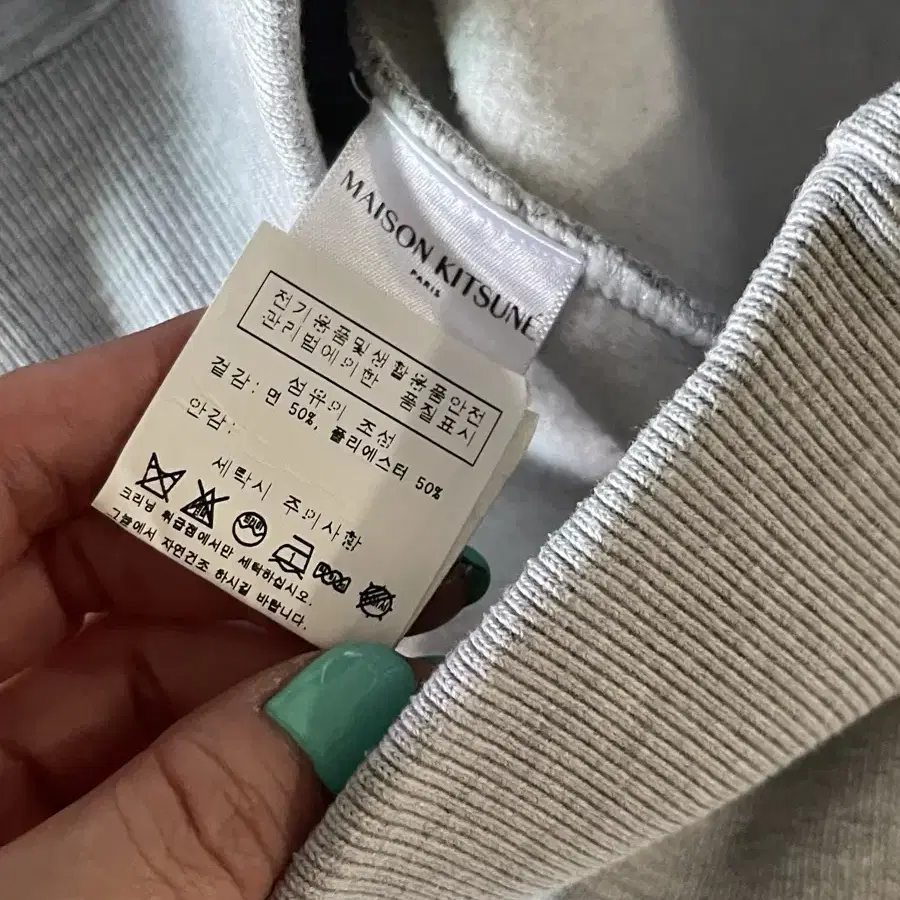 MAISON KITSUNÉ
PARIS
전기용품및생활용품안전
관리법에의한 품질표시
섬유의 조성
겉감: 면 50%, 폴리에스터 50%
안감:
세탁시 주의사항
크리닝 취급점에서만 세탁하십시오.
그늘에서 자연건조 하시길 바랍니다.